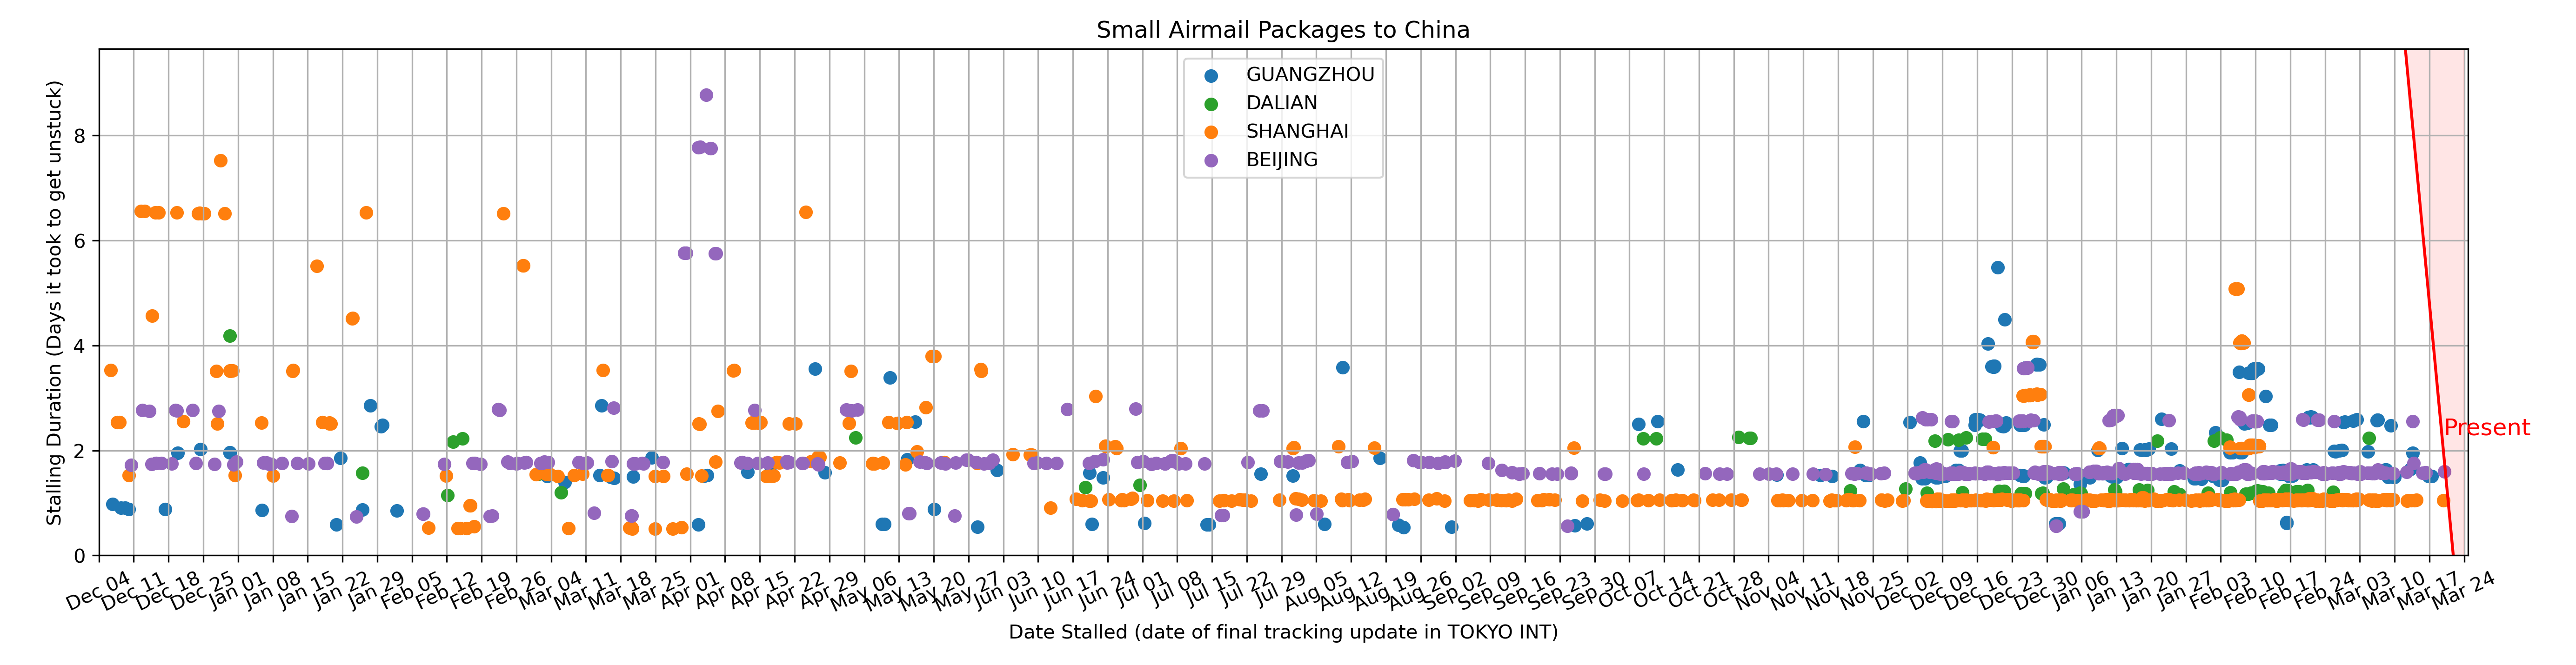 Small Airmail Packages to China
Stalling Duration (Days it took to get unstuck)
8
6
4
2
0
GUANGZHOU
DALIAN
SHANGHAI
BEIJING
Present
Dec 04 Dec 11 Dec 18 Dec 25 Jan 01 Jan 08 Jan 15 Jan 22 Jan 29 Feb 05 Feb 12 Feb 19 Feb 26 Mar 04 Mar 11 Mar 18 Mar 25 Apr 01 Apr 08 Apr 15 Apr 22 Apr 29 May 06 May 13 May 20 May 27 Jun 03 Jun 10 Jun 17 Jun 24 Jul 01 Jul 08 Jul 15 Jul 22 Jul 29 Aug 05 Aug 12 Aug 19 Aug 26 Sep 02 Sep 09 Sep 16 Sep 23 Sep 30 Oct 07 Oct 14 Oct 21 Oct 28 Nov 04 Nov 11 Nov 18 Nov 25 Dec 02 Dec 09 Dec 16 Dec 23 Dec 30 Jan 06 Jan 13 Jan 20 Jan 27 Feb 03 Feb 10 Feb 17 Feb 24 Mar 03 Mar 10 Mar 17 Mar 24
Date Stalled (date of final tracking update in TOKYO INT)